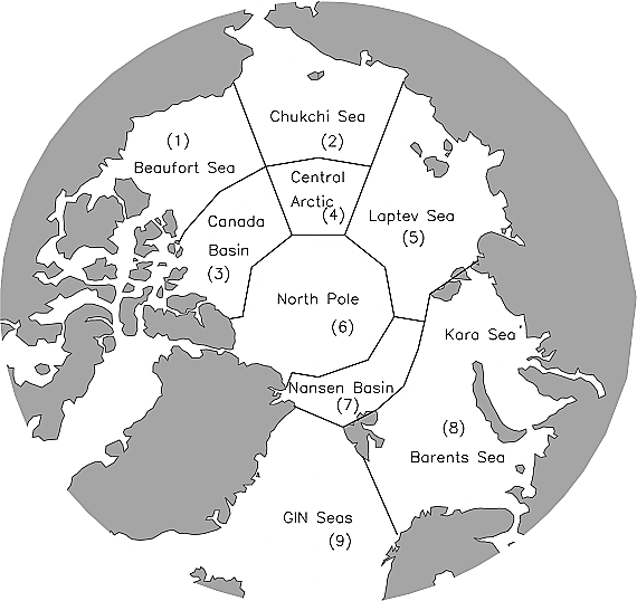 Chukchi Sea
(2)
(1)
Beaufort Sea
Central
Arctic
(4)
Canada
Basin
(3)
Laptev Sea
(5)
North Pole
(6)
Kara Sea
Nansen Basin
(7)
(8)
Barents Sea
GIN Seas
(9)